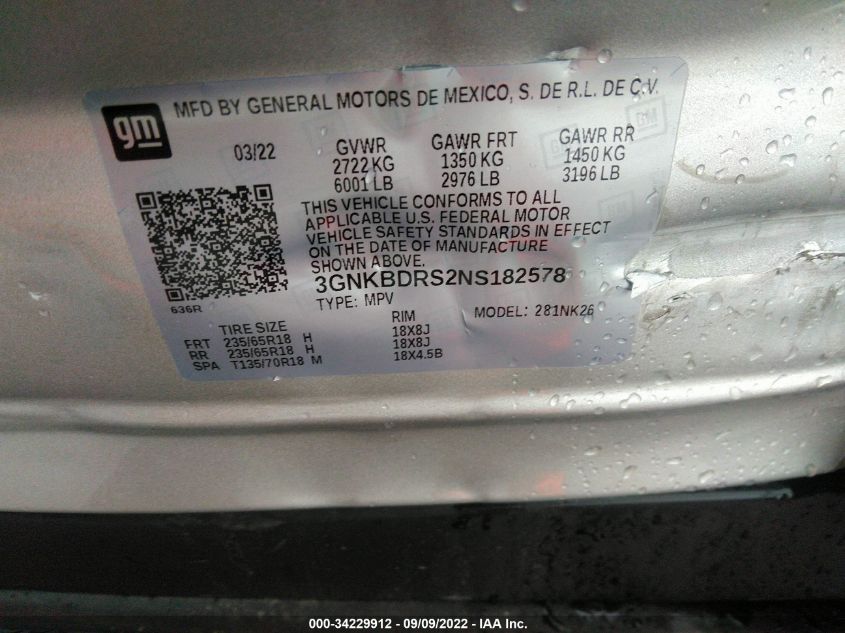 gm
MFD BY GENERAL MOTORS DE MEXICO, S. DE R.L. DE C.V.
03/22 GVWR GAWR FRT GAWR RR
2722 KG 1350 KG 1450 KG
6001 LB 2976 LB 3196 LB
THIS VEHICLE CONFORMS TO ALL
APPLICABLE U.S. FEDERAL MOTOR
VEHICLE SAFETY STANDARDS IN EFFECT
ON THE DATE OF MANUFACTURE
SHOWN ABOVE.
3GNKBDRS2NS182578
636R TYPE: MPV MODEL: 281NK26
TIRE SIZE RIM
FRT 235/65R18 H 18X8J
RR 235/65R18 H 18X8J
SPA T135/70R18 M 18X4.5B
000-34229912 - 09/09/2022 - IAA Inc.